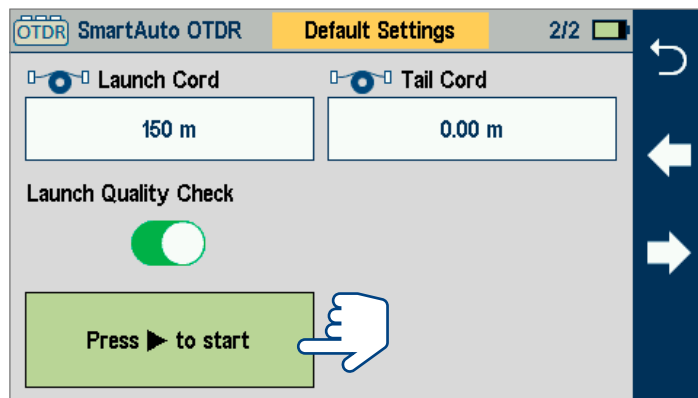 OTDR SmartAuto OTDR Default Settings 2/2
Launch Cord Tail Cord
150 m 0.00 m
Launch Quality Check
Press ▶ to start